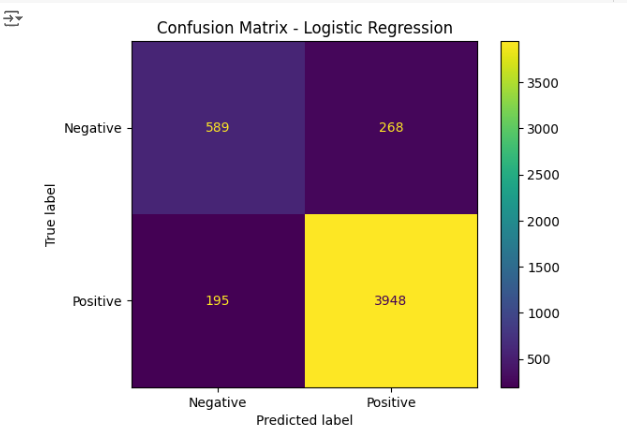 Confusion Matrix - Logistic Regression
Negative
589
268
Positive
195
3948
Negative
Positive
True label
Predicted label
3500
3000
2500
2000
1500
1000
500